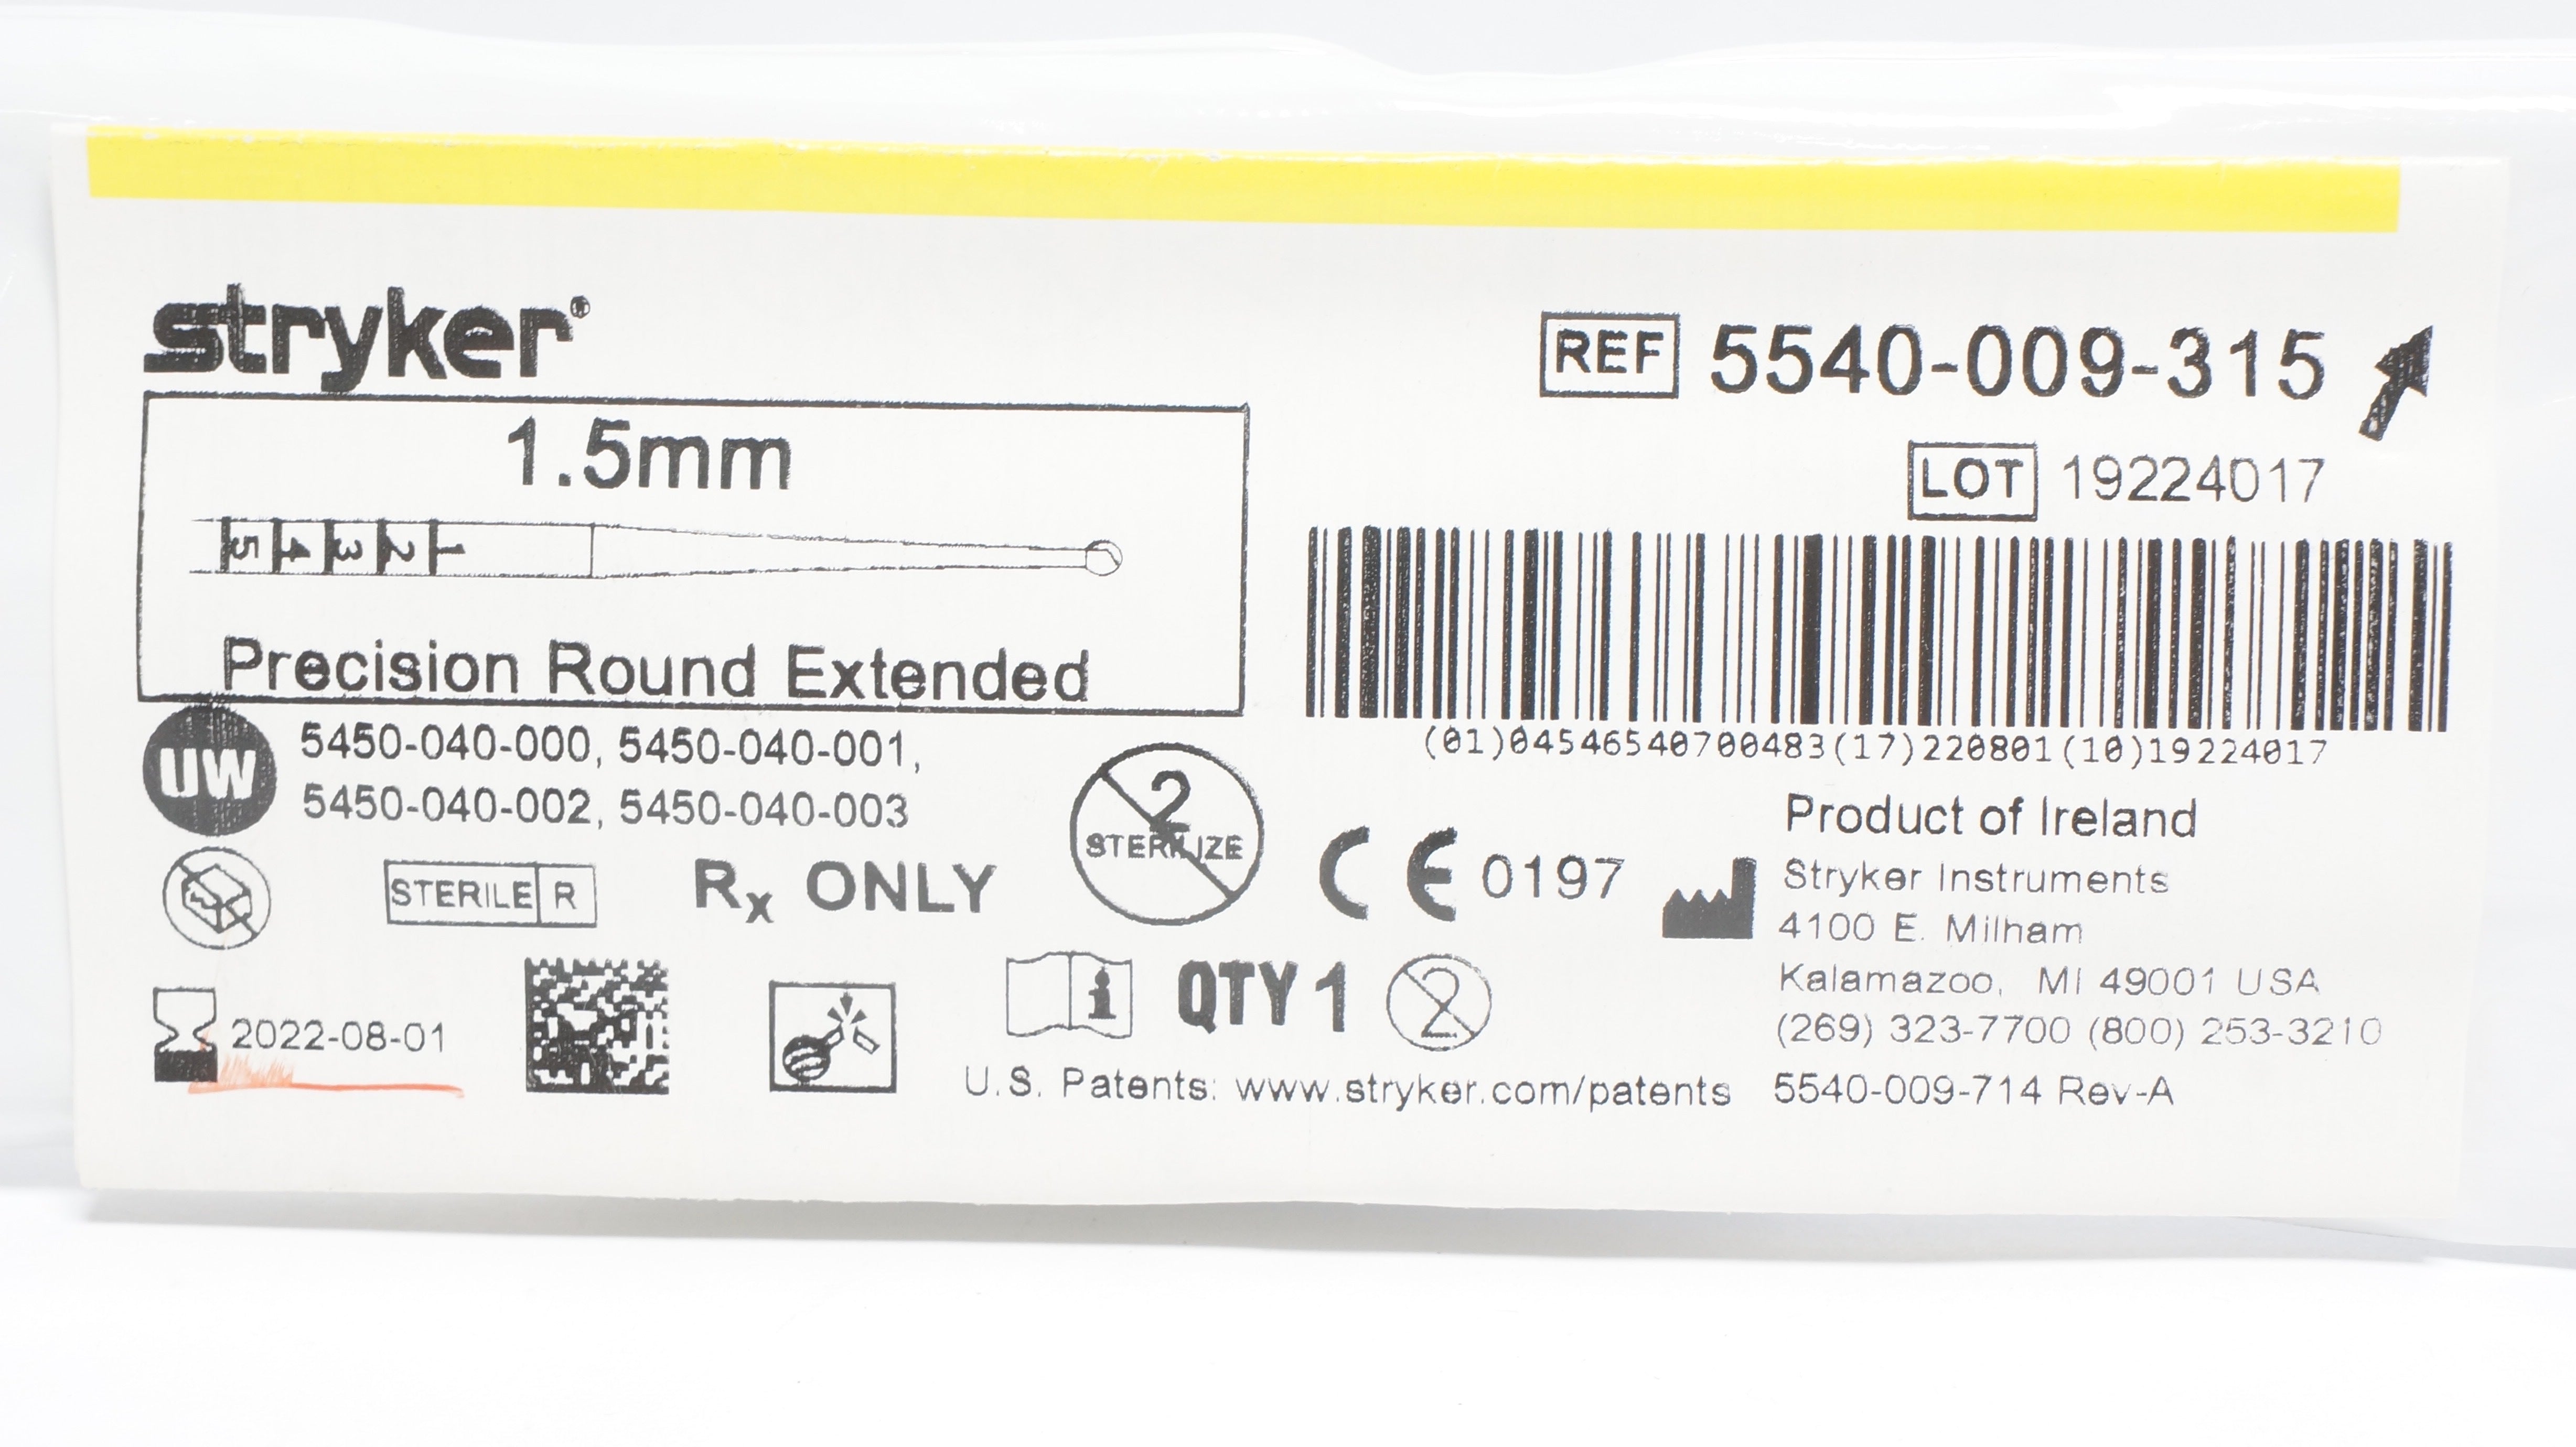 stryker®
1.5mm
5 4 3 2 1
Precision Round Extended
REF 5540-009-315
LOT 19224017
(01)04546540700483(17)220801(10)19224017
UW 5450-040-000, 5450-040-001,
5450-040-002, 5450-040-003
2
STERILIZE
STERILE R
Rx ONLY
CE 0197
Product of Ireland
Stryker Instruments
4100 E. Milham
Kalamazoo, MI 49001 USA
(269) 323-7700 (800) 253-3210
2022-08-01
i QTY 1 2
U.S. Patents: www.stryker.com/patents 5540-009-714 Rev-A